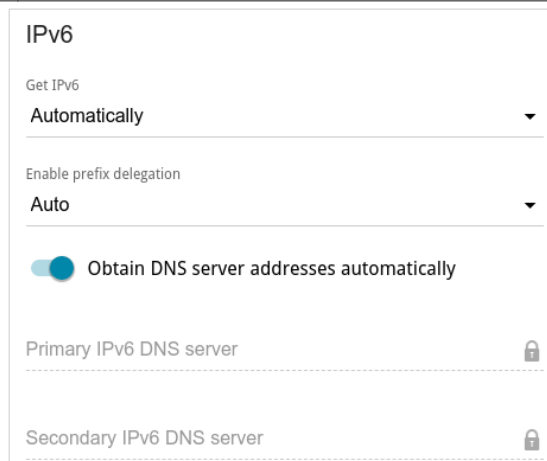 IPv6
Get IPv6
Automatically
Enable prefix delegation
Auto
Obtain DNS server addresses automatically
Primary IPv6 DNS server
Secondary IPv6 DNS server